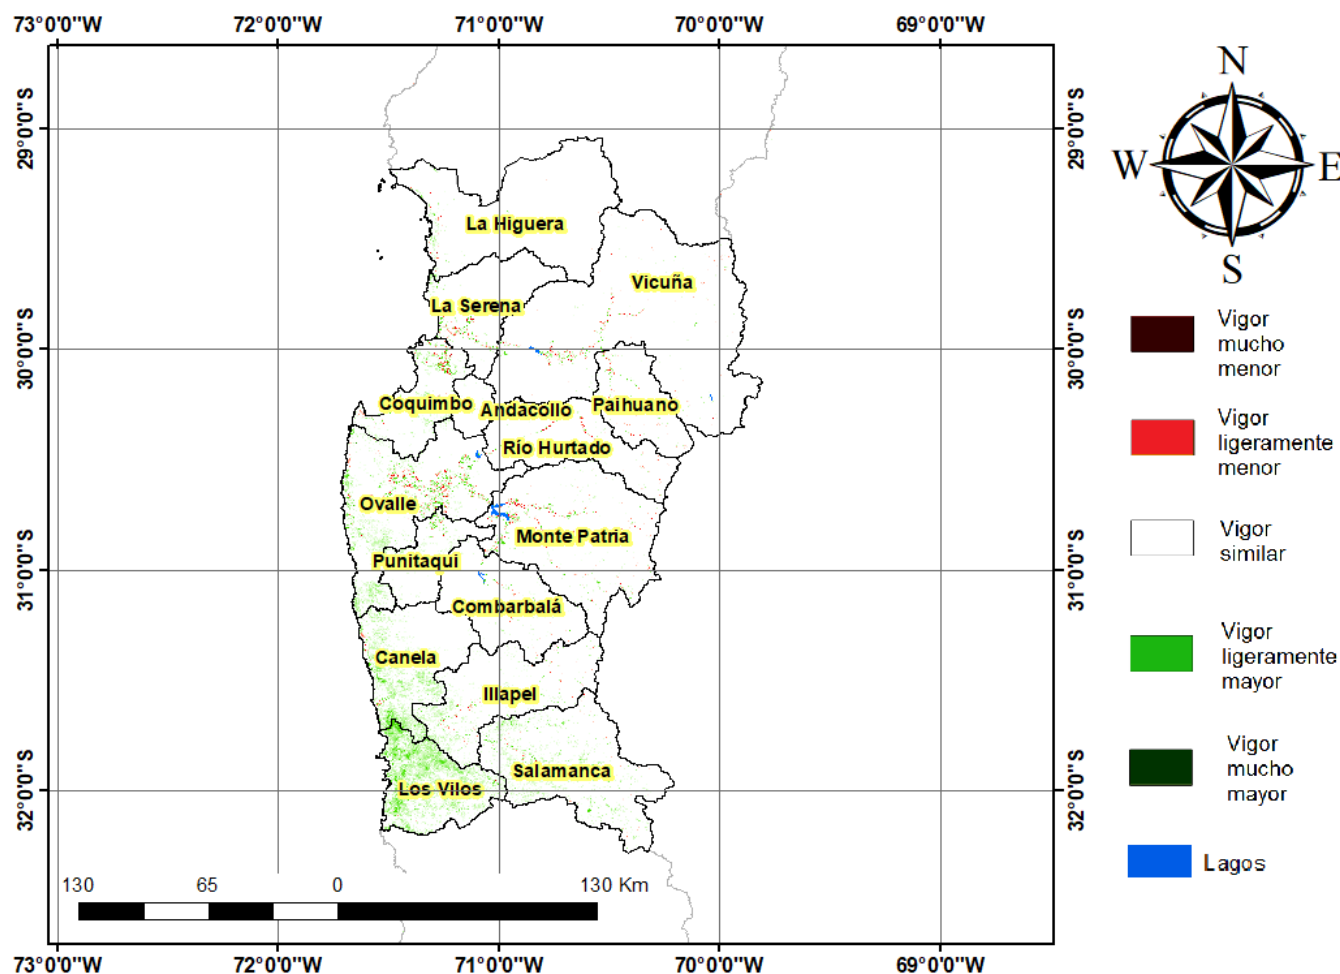 73°0'0"W 72°0'0"W 71°0'0"W 70°0'0"W 69°0'0"W
29°0'0"S
29°0'0"S
30°0'0"S
30°0'0"S
31°0'0"S
31°0'0"S
32°0'0"S
32°0'0"S
La Higuera
Vicuña
La Serena
Coquimbo
Andacollo
Paihuano
Río Hurtado
Ovalle
Monte Patria
Punitaqui
Combarbalá
Canela
Illapel
Salamanca
Los Vilos
130 65 0 130 Km
73°0'0"W 72°0'0"W 71°0'0"W 70°0'0"W 69°0'0"W
N
W E
S
Vigor
mucho
menor
Vigor
ligeramente
menor
Vigor
similar
Vigor
ligeramente
mayor
Vigor
mucho
mayor
Lagos